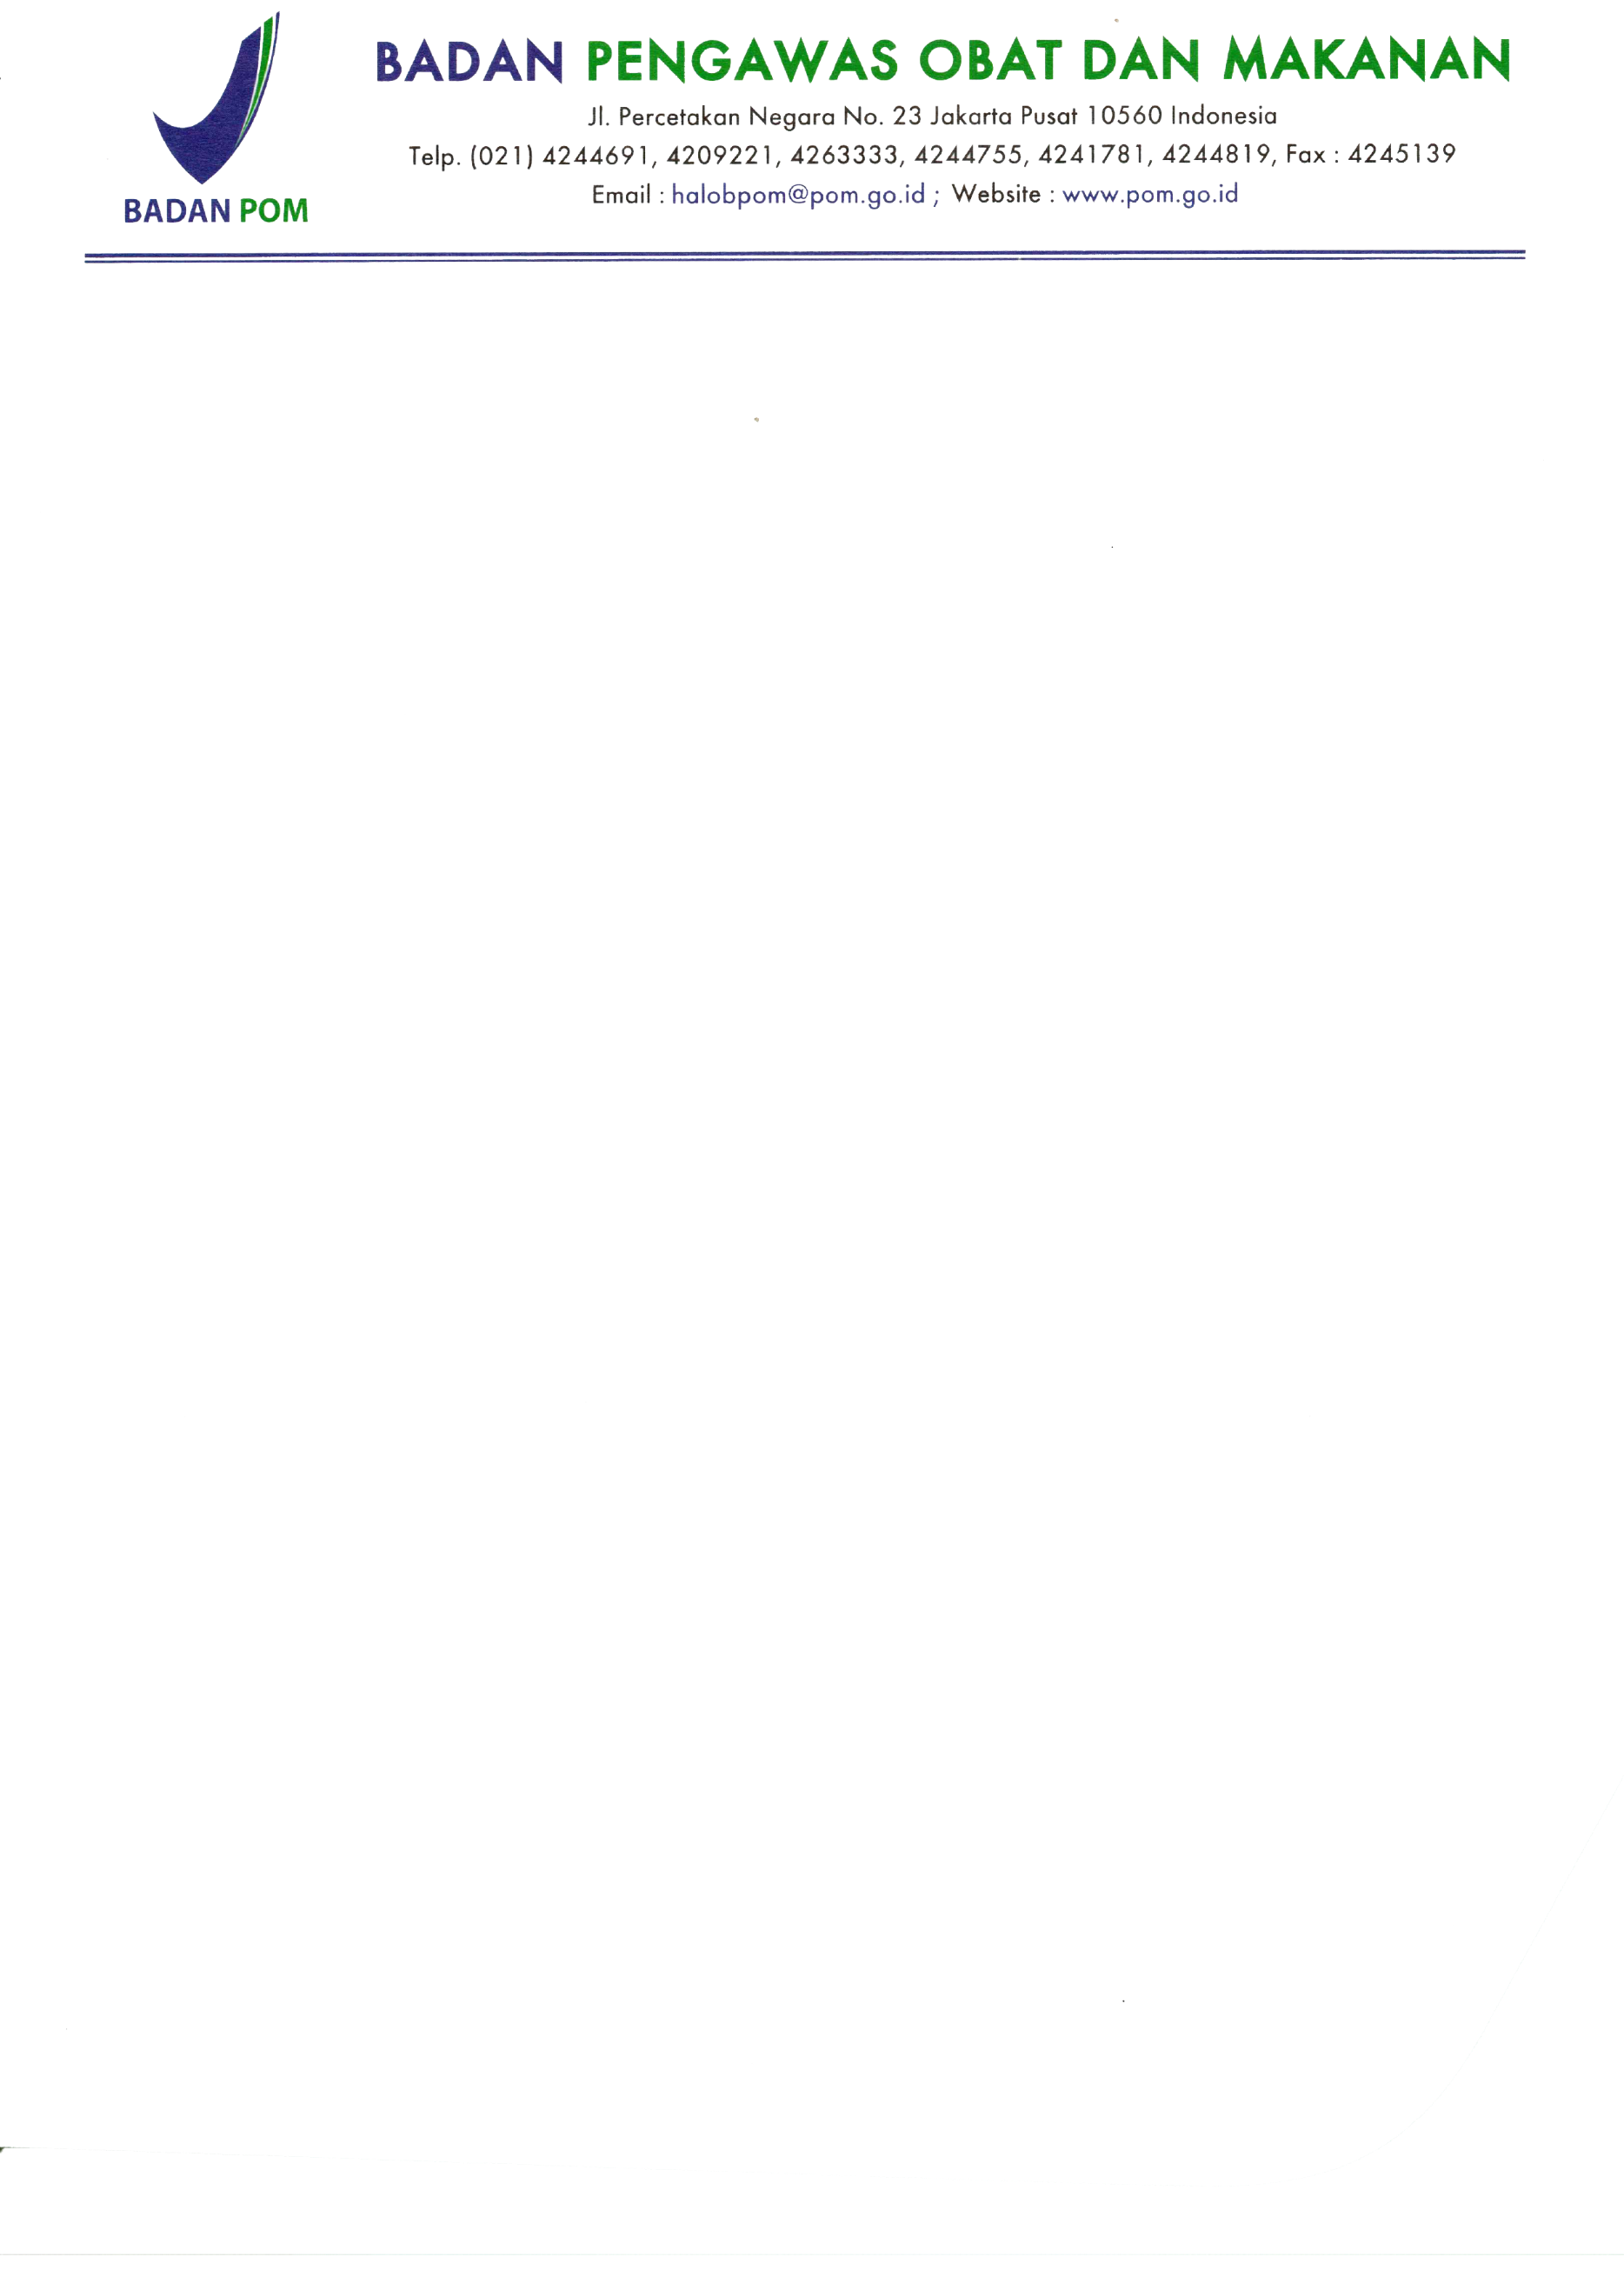 BADAN PENGAWAS OBAT DAN MAKANAN
Jl. Percetakan Negara No. 23 Jakarta Pusat 10560 Indonesia
Telp. (021) 4244691, 4209221, 4263333, 4244755, 4241781, 4244819, Fax : 4245139
Email : halobpom@pom.go.id ; Website : www.pom.go.id
BADAN POM